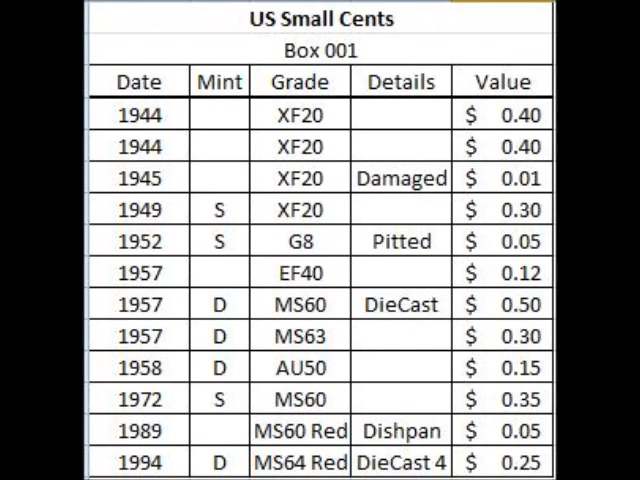 US Small Cents
Box 001
Date Mint Grade Details Value
1944 XF20 $ 0.40
1944 XF20 $ 0.40
1945 XF20 Damaged $ 0.01
1949 S XF20 $ 0.30
1952 S G8 Pitted $ 0.05
1957 EF40 $ 0.12
1957 D MS60 DieCast $ 0.50
1957 D MS63 $ 0.30
1958 D AU50 $ 0.15
1972 S MS60 $ 0.35
1989 MS60 Red Dishpan $ 0.05
1994 D MS64 Red DieCast 4 $ 0.25